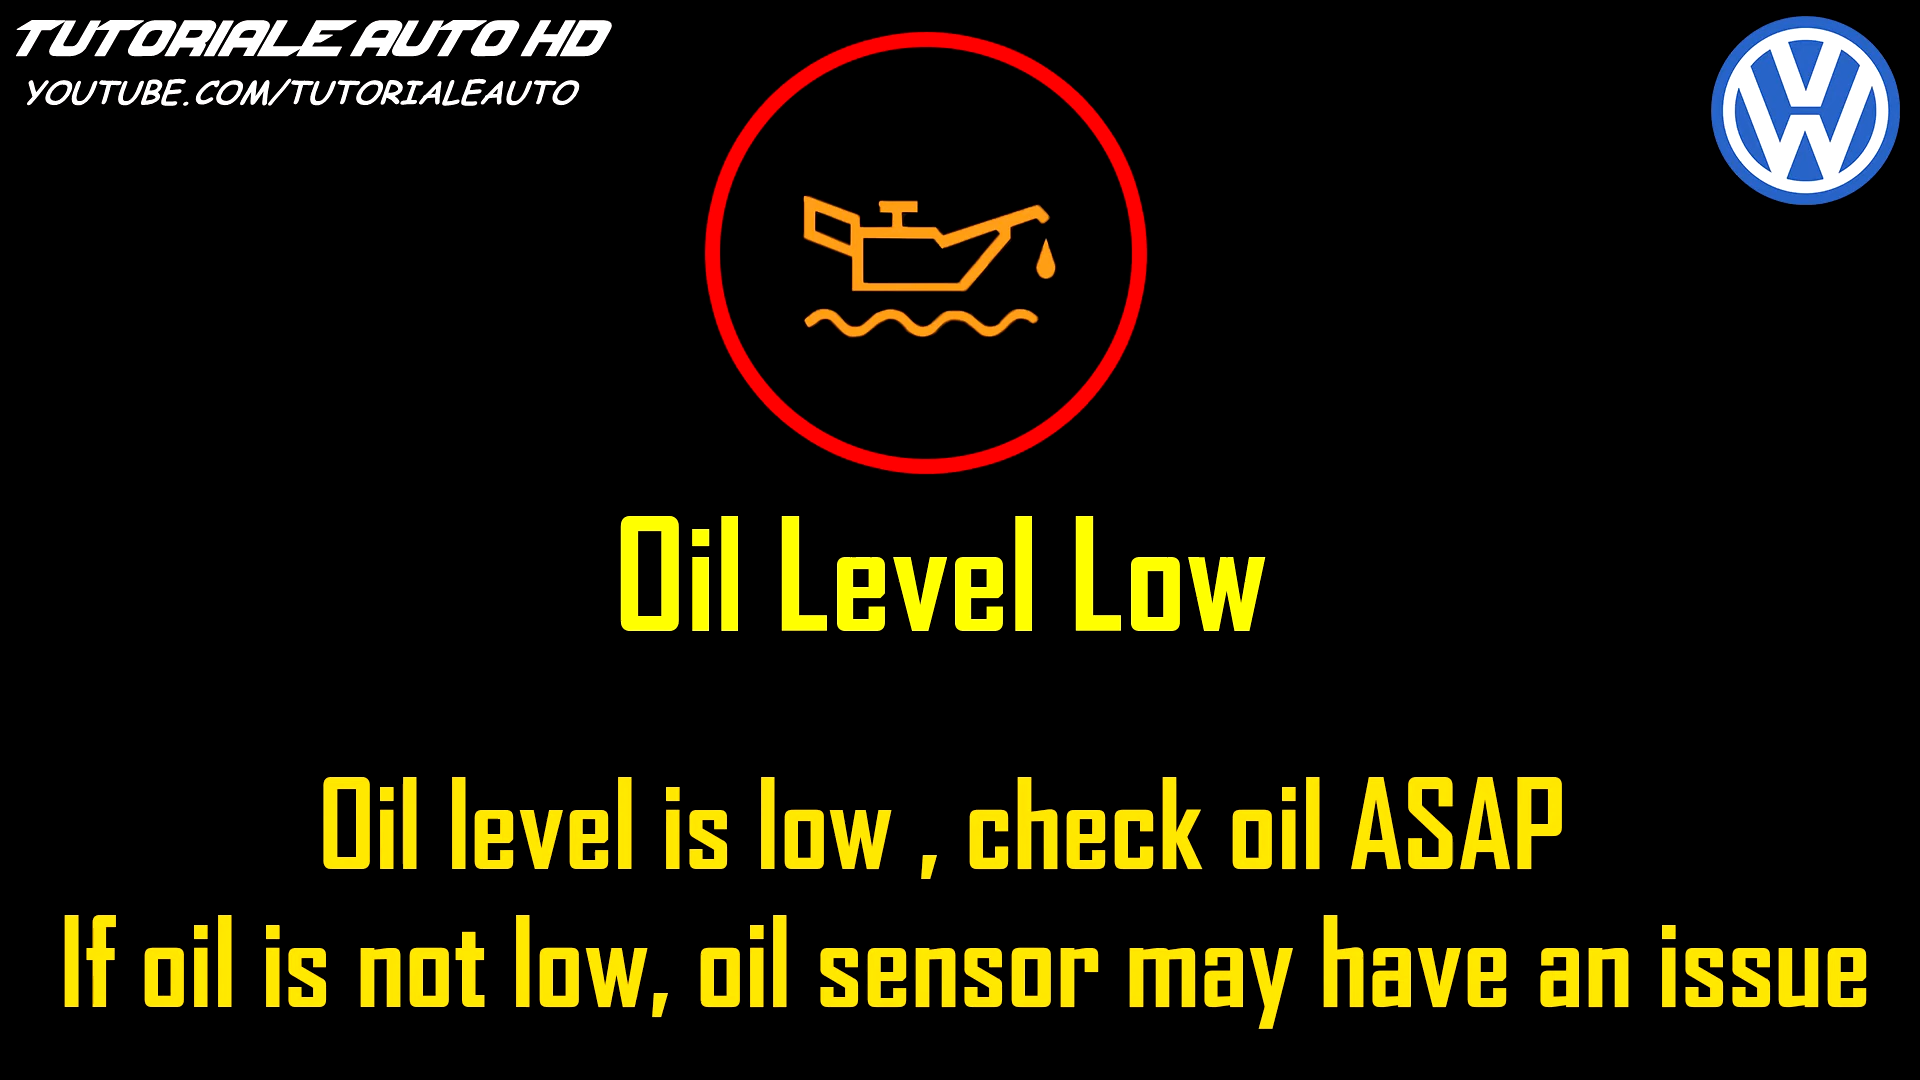 TUTORIALE AUTO HD
YOUTUBE.COM/TUTORIALEAUTO
VW
Oil Level Low
Oil level is low , check oil ASAP
If oil is not low, oil sensor may have an issue